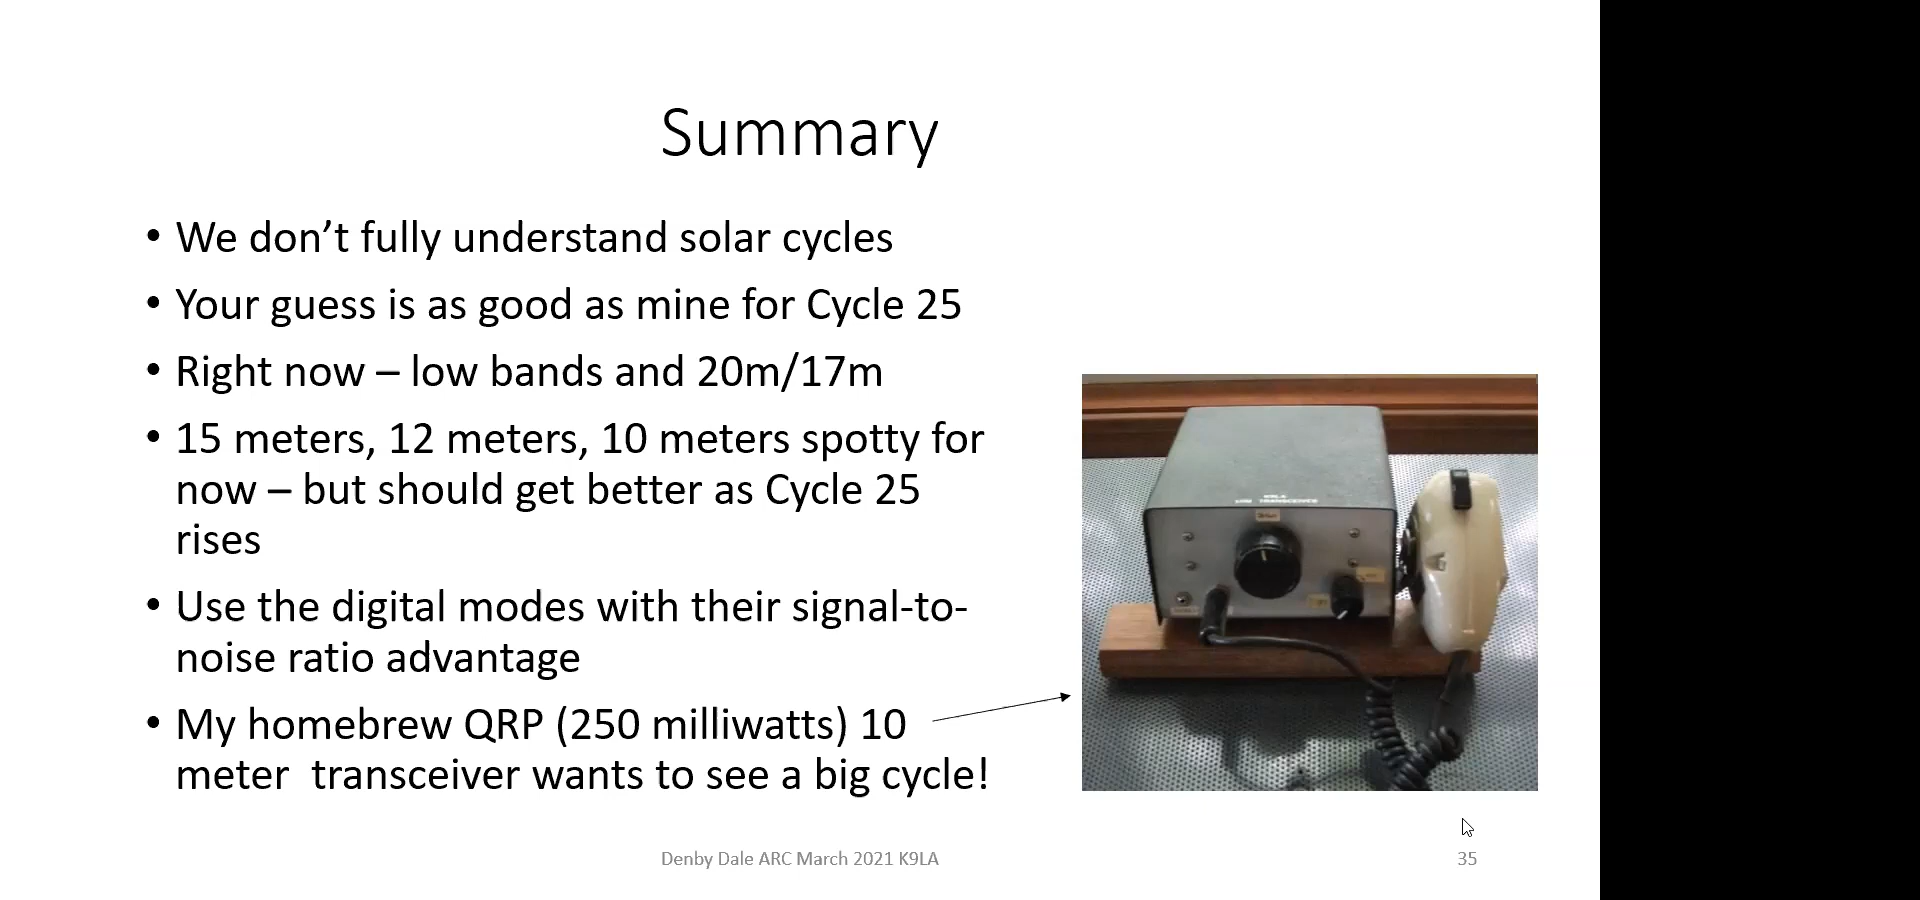 Summary
• We don’t fully understand solar cycles
• Your guess is as good as mine for Cycle 25
• Right now – low bands and 20m/17m
• 15 meters, 12 meters, 10 meters spotty for
now – but should get better as Cycle 25
rises
• Use the digital modes with their signal-to-
noise ratio advantage
• My homebrew QRP (250 milliwatts) 10
meter  transceiver wants to see a big cycle!
K9LA
TRANSCEIVER
Denby Dale ARC March 2021 K9LA
35